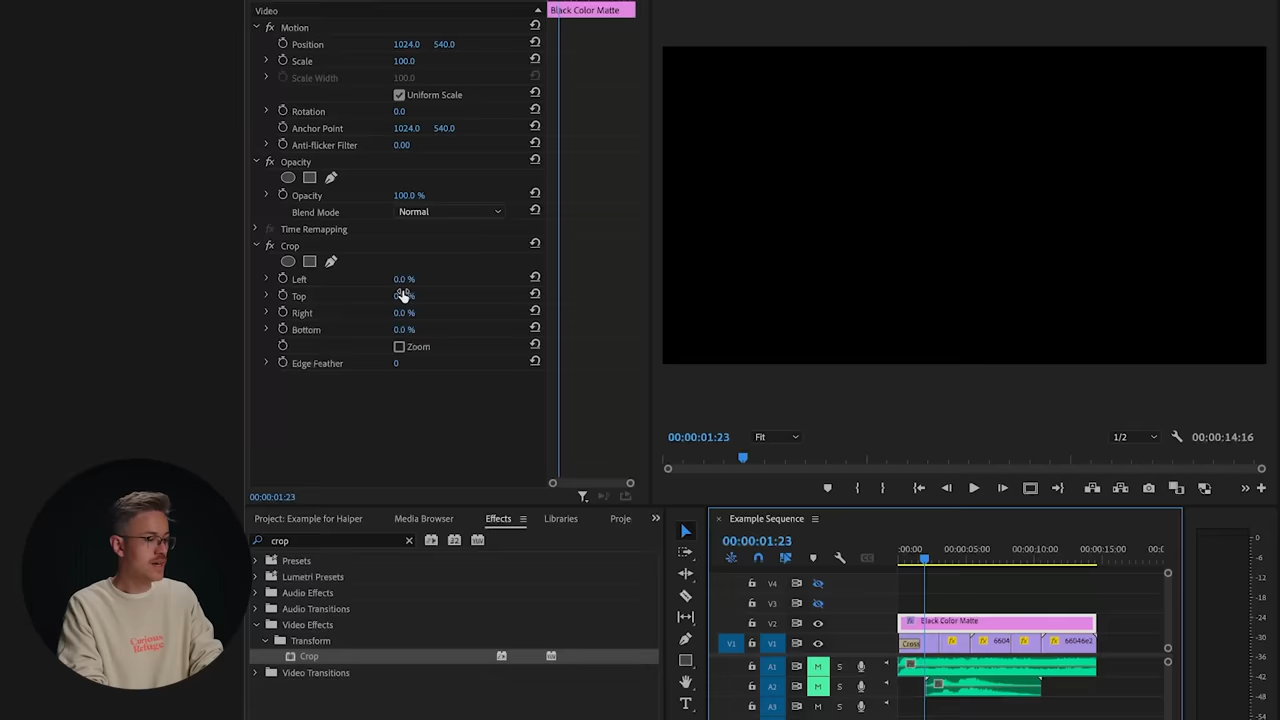 Video
Black Color Matte
Motion
Position 1024.0 540.0
Scale 100.0
Scale Width 100.0
Uniform Scale
Rotation 0.0
Anchor Point 1024.0 540.0
Anti-flicker Filter 0.00
Opacity
Opacity 100.0 %
Blend Mode Normal
Time Remapping
Crop
Left 0.0 %
Top %
Right 0.0 %
Bottom 0.0 %
Zoom
Edge Feather 0
00:00:01:23
00:00:01:23 Fit 1/2 00:00:14:16
Project: Example for Halper Media Browser Effects Libraries Proje
crop
Presets
Lumetri Presets
Audio Effects
Audio Transitions
Video Effects
Transform
Crop
Video Transitions
Curious
Refuge
Example Sequence
00:00:01:23
:00:00 00:00:05:00 00:00:10:00 00:00:15:00 00:0
V4
V3
V2 Black Color Matte
V1 V1 Cross 6604 66046e2
A1 M S
A2 M S
A3 M S
0
-6
-12
-18
-24
-30
-36
-42
-48
-54